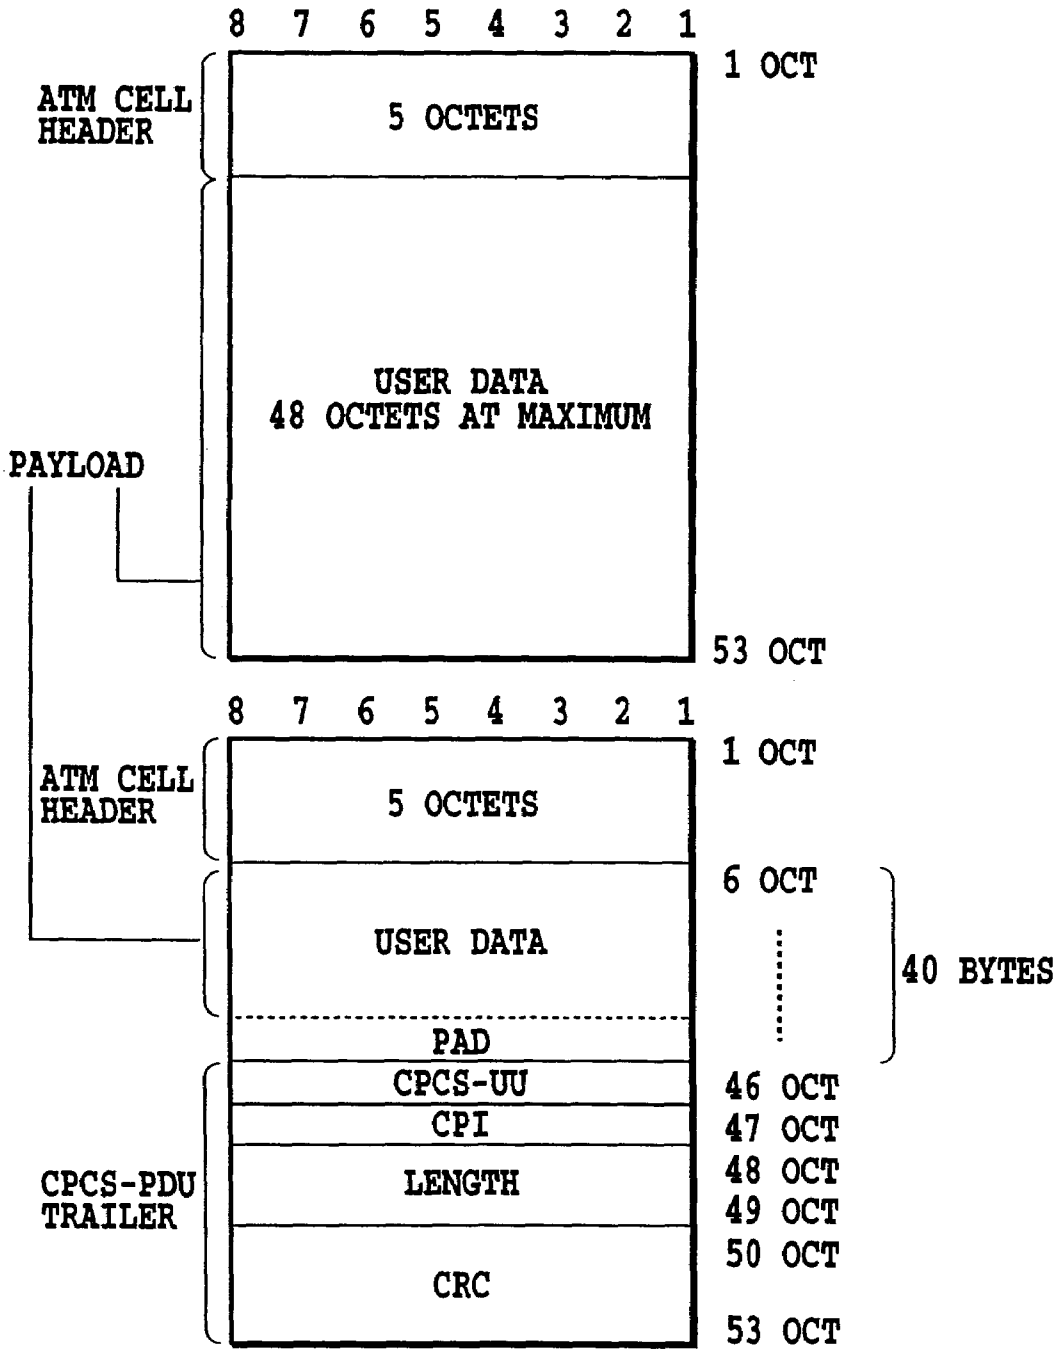 8 7 6 5 4 3 2 1
1 OCT
ATM CELL
HEADER
5 OCTETS
USER DATA
48 OCTETS AT MAXIMUM
PAYLOAD
53 OCT
8 7 6 5 4 3 2 1
1 OCT
ATM CELL
HEADER
5 OCTETS
6 OCT
USER DATA
40 BYTES
PAD
CPCS-UU
46 OCT
CPI
47 OCT
CPCS-PDU
TRAILER
LENGTH
48 OCT
49 OCT
50 OCT
CRC
53 OCT